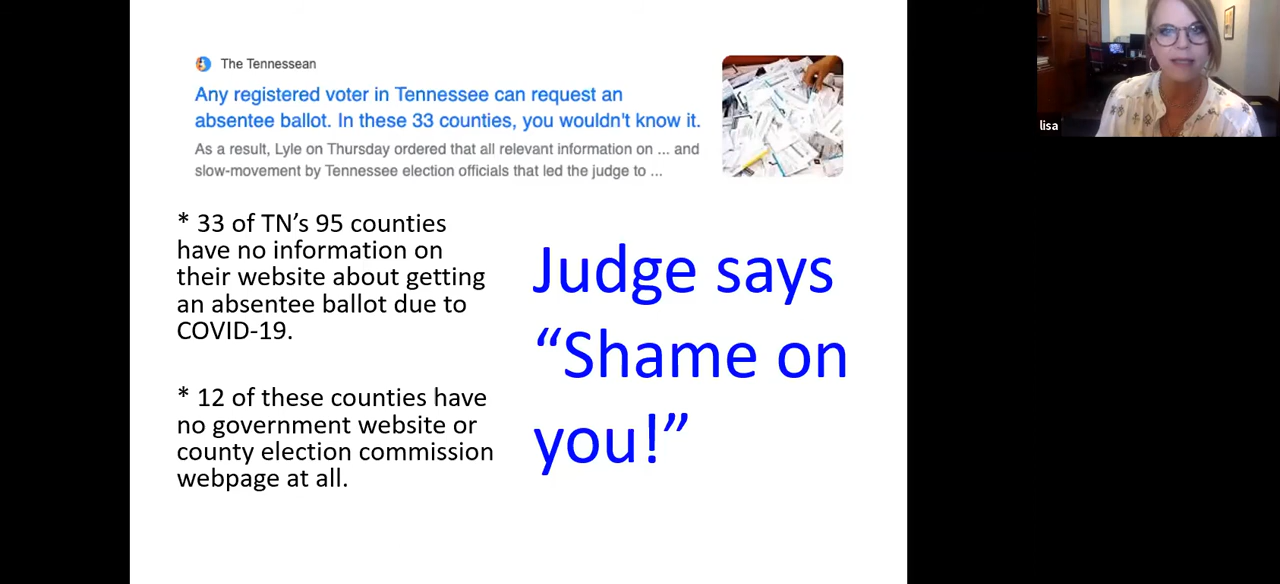 The Tennessean
Any registered voter in Tennessee can request an
absentee ballot. In these 33 counties, you wouldn't know it.
As a result, Lyle on Thursday ordered that all relevant information on ... and
slow-movement by Tennessee election officials that led the judge to ...
* 33 of TN’s 95 counties
have no information on
their website about getting
an absentee ballot due to
COVID-19.
* 12 of these counties have
no government website or
county election commission
webpage at all.
Judge says
“Shame on
you!”
lisa